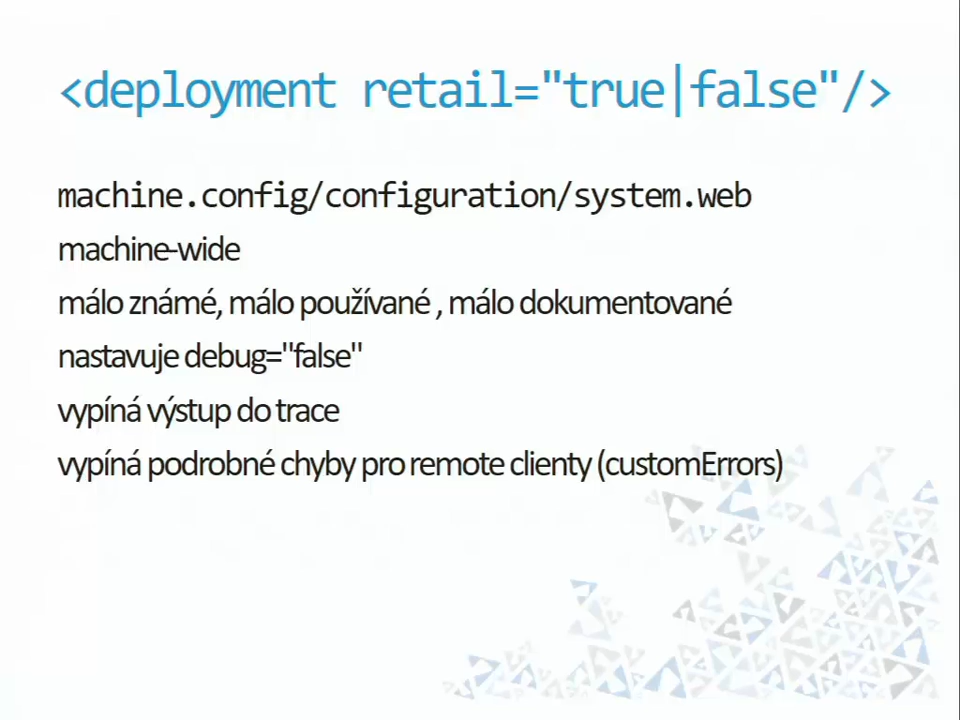 <deployment retail="true|false"/>
machine.config/configuration/system.web
machine-wide
málo známé, málo používané , málo dokumentované
nastavuje debug="false"
vypíná výstup do trace
vypíná podrobné chyby pro remote clienty (customErrors)